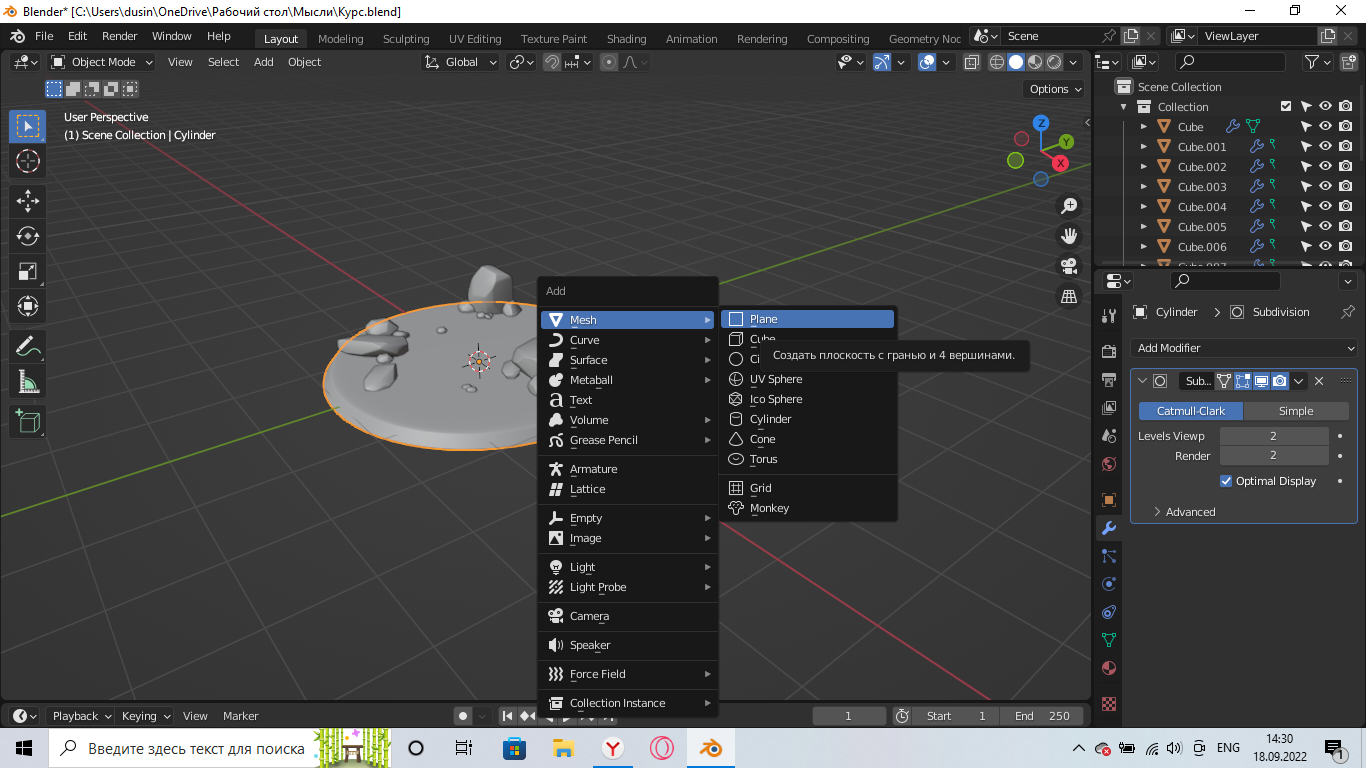 Blender* [C:\Users\dusin\OneDrive\Рабочий стол\Мысли\Курс.blend]
File Edit Render Window Help Layout Modeling Sculpting UV Editing Texture Paint Shading Animation Rendering Compositing Geometry Noc Scene ViewLayer
Object Mode View Select Add Object Global
Options
User Perspective
(1) Scene Collection | Cylinder
Z
Y
X
Scene Collection
Collection
Cube
Cube.001
Cube.002
Cube.003
Cube.004
Cube.005
Cube.006
Add
Mesh
Curve
Surface
Metaball
Text
Volume
Grease Pencil
Armature
Lattice
Empty
Image
Light
Light Probe
Camera
Speaker
Force Field
Collection Instance
Plane
Cube
Ci
Создать плоскость с гранью и 4 вершинами.
UV Sphere
Ico Sphere
Cylinder
Cone
Torus
Grid
Monkey
Cylinder Subdivision
Add Modifier
Sub...
Catmull-Clark Simple
Levels Viewp 2
Render 2
Optimal Display
Advanced
Playback Keying View Marker 1 Start 1 End 250
Введите здесь текст для поиска
ENG
14:30
18.09.2022
1